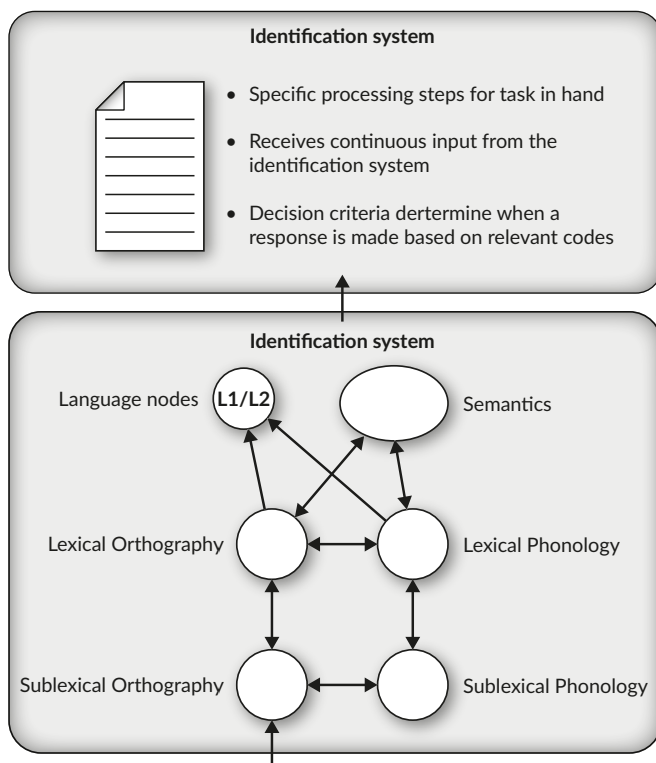 Identification system
• Specific processing steps for task in hand
• Receives continuous input from the
identification system
• Decision criteria dertermine when a
response is made based on relevant codes
Identification system
Language nodes
L1/L2
Semantics
Lexical Orthography
Lexical Phonology
Sublexical Orthography
Sublexical Phonology